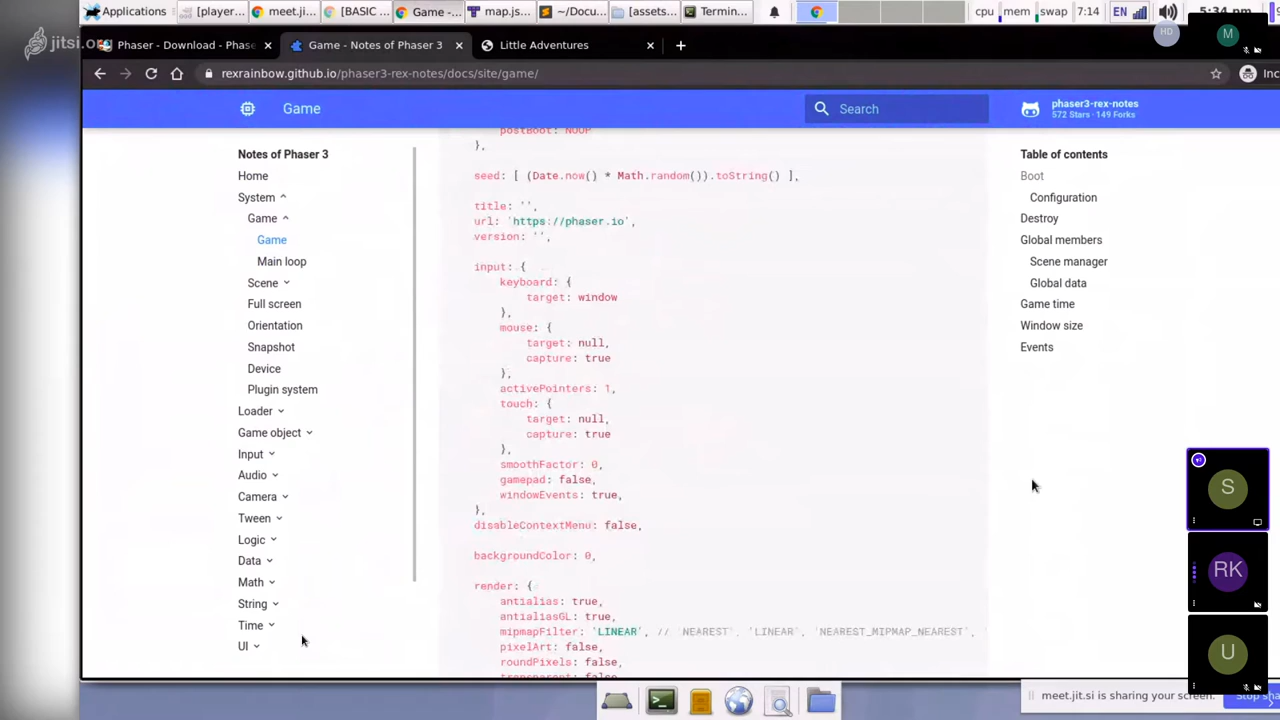 Applications
[player...
meet.ji...
[BASIC ...
Game -...
map.js...
~/Docu...
[assets...
Termin...
cpu
mem
swap
7:14
EN
5:34 pm
jitsi.org
Phaser - Download - Phase
Game - Notes of Phaser 3
Little Adventures
HD
M
rexrainbow.github.io/phaser3-rex-notes/docs/site/game/
Inc
Game
Search
phaser3-rex-notes
572 Stars · 149 Forks
Notes of Phaser 3
Home
System
Game
Game
Main loop
Scene
Full screen
Orientation
Snapshot
Device
Plugin system
Loader
Game object
Input
Audio
Camera
Tween
Logic
Data
Math
String
Time
UI
postBoot: NOOP
},
seed: [ (Date.now() * Math.random()).toString() ],
title: '',
url: 'https://phaser.io',
version: '',
input: {
keyboard: {
target: window
},
mouse: {
target: null,
capture: true
},
activePointers: 1,
touch: {
target: null,
capture: true
},
smoothFactor: 0,
gamepad: false,
windowEvents: true,
},
disableContextMenu: false,
backgroundColor: 0,
render: {
antialias: true,
antialiasGL: true,
mipmapFilter: 'LINEAR', // 'NEAREST', 'LINEAR', 'NEAREST_MIPMAP_NEAREST',
pixelArt: false,
roundPixels: false,
transparent: false
Table of contents
Boot
Configuration
Destroy
Global members
Scene manager
Global data
Game time
Window size
Events
S
RK
U
meet.jit.si is sharing your screen.
Stop sha